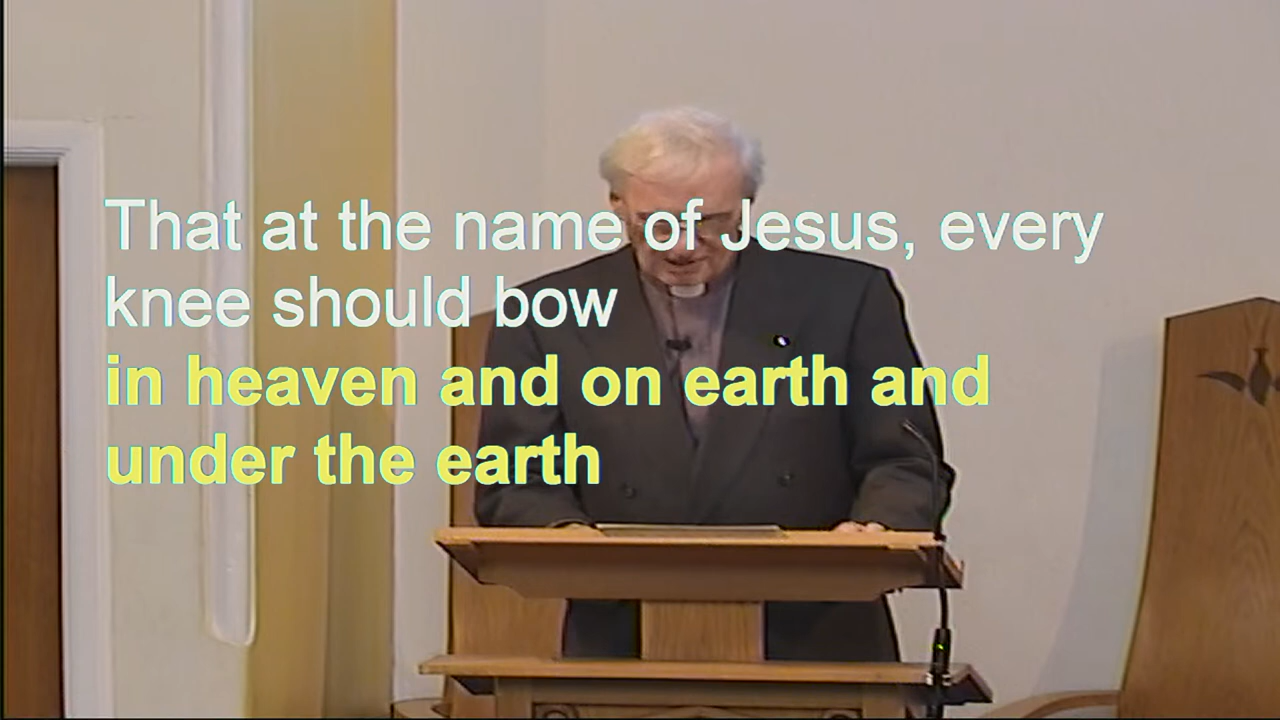 That at the name of Jesus, every
knee should bow
in heaven and on earth and
under the earth